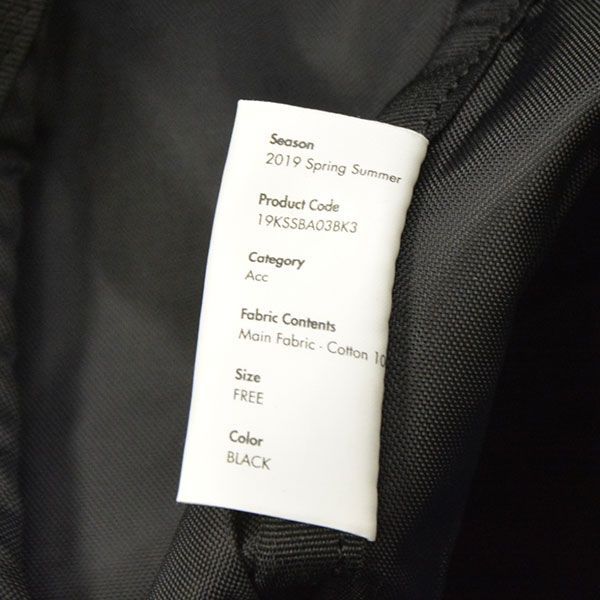 Season
2019 Spring Summer
Product Code
19KSSBA03BK3
Category
Acc
Fabric Contents
Main Fabric - Cotton 10
Size
FREE
Color
BLACK